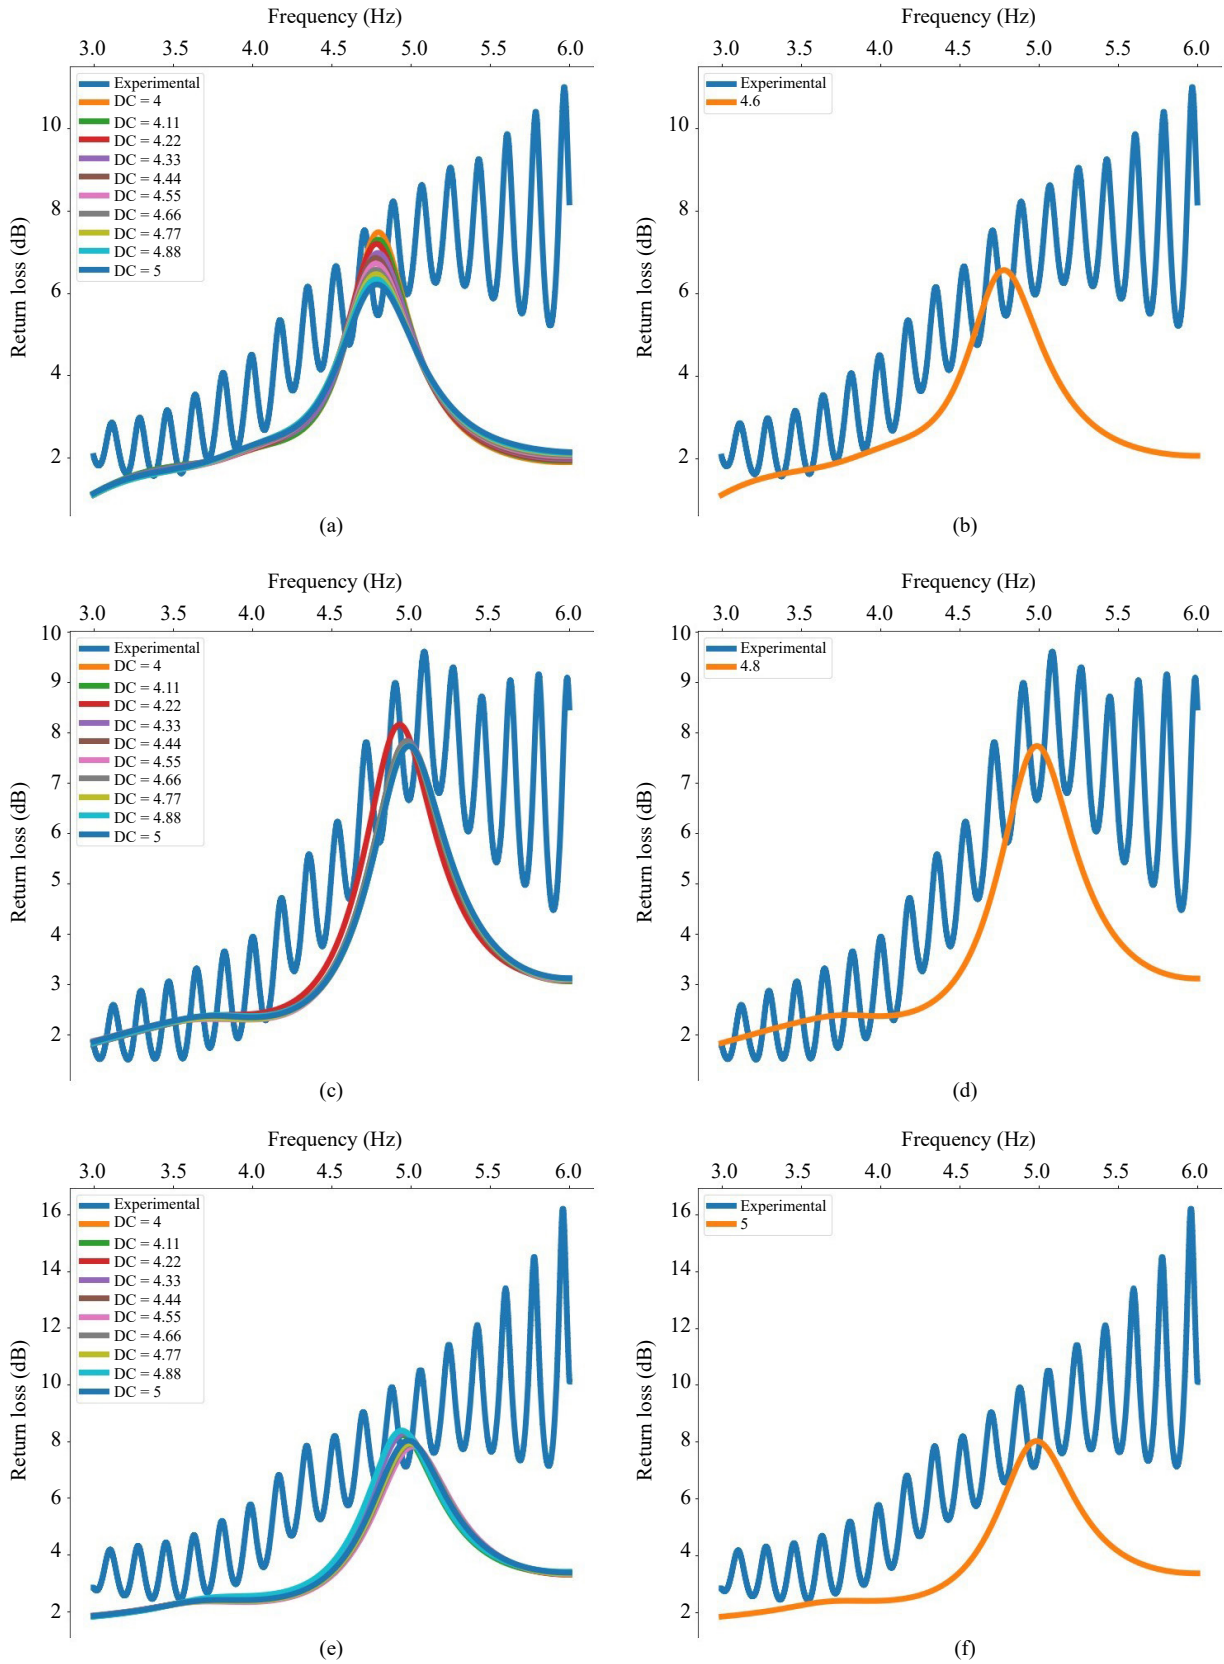 Frequency (Hz)
3.0 3.5 4.0 4.5 5.0 5.5 6.0
Return loss (dB)
10
8
6
4
2
Experimental
DC = 4
DC = 4.11
DC = 4.22
DC = 4.33
DC = 4.44
DC = 4.55
DC = 4.66
DC = 4.77
DC = 4.88
DC = 5
(a)
Frequency (Hz)
3.0 3.5 4.0 4.5 5.0 5.5 6.0
Return loss (dB)
10
8
6
4
2
Experimental
4.6
(b)
Frequency (Hz)
3.0 3.5 4.0 4.5 5.0 5.5 6.0
Return loss (dB)
10
9
8
7
6
5
4
3
2
Experimental
DC = 4
DC = 4.11
DC = 4.22
DC = 4.33
DC = 4.44
DC = 4.55
DC = 4.66
DC = 4.77
DC = 4.88
DC = 5
(c)
Frequency (Hz)
3.0 3.5 4.0 4.5 5.0 5.5 6.0
Return loss (dB)
10
9
8
7
6
5
4
3
2
Experimental
4.8
(d)
Frequency (Hz)
3.0 3.5 4.0 4.5 5.0 5.5 6.0
Return loss (dB)
16
14
12
10
8
6
4
2
Experimental
DC = 4
DC = 4.11
DC = 4.22
DC = 4.33
DC = 4.44
DC = 4.55
DC = 4.66
DC = 4.77
DC = 4.88
DC = 5
(e)
Frequency (Hz)
3.0 3.5 4.0 4.5 5.0 5.5 6.0
Return loss (dB)
16
14
12
10
8
6
4
2
Experimental
5
(f)